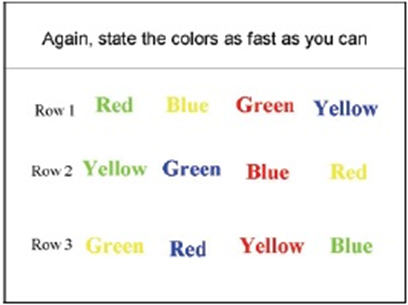 Again, state the colors as fast as you can
Row 1 Red Blue Green Yellow
Row 2 Yellow Green Blue Red
Row 3 Green Red Yellow Blue